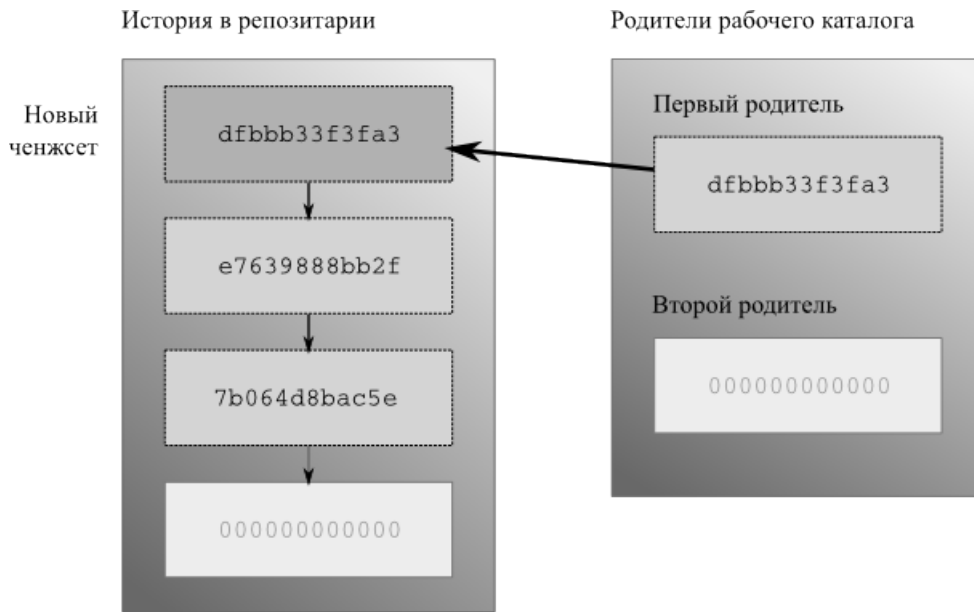 История в репозитарии
Родители рабочего каталога
Новый
ченжсет
dfbbb33f3fa3
e7639888bb2f
7b064d8bac5e
000000000000
Первый родитель
dfbbb33f3fa3
Второй родитель
000000000000